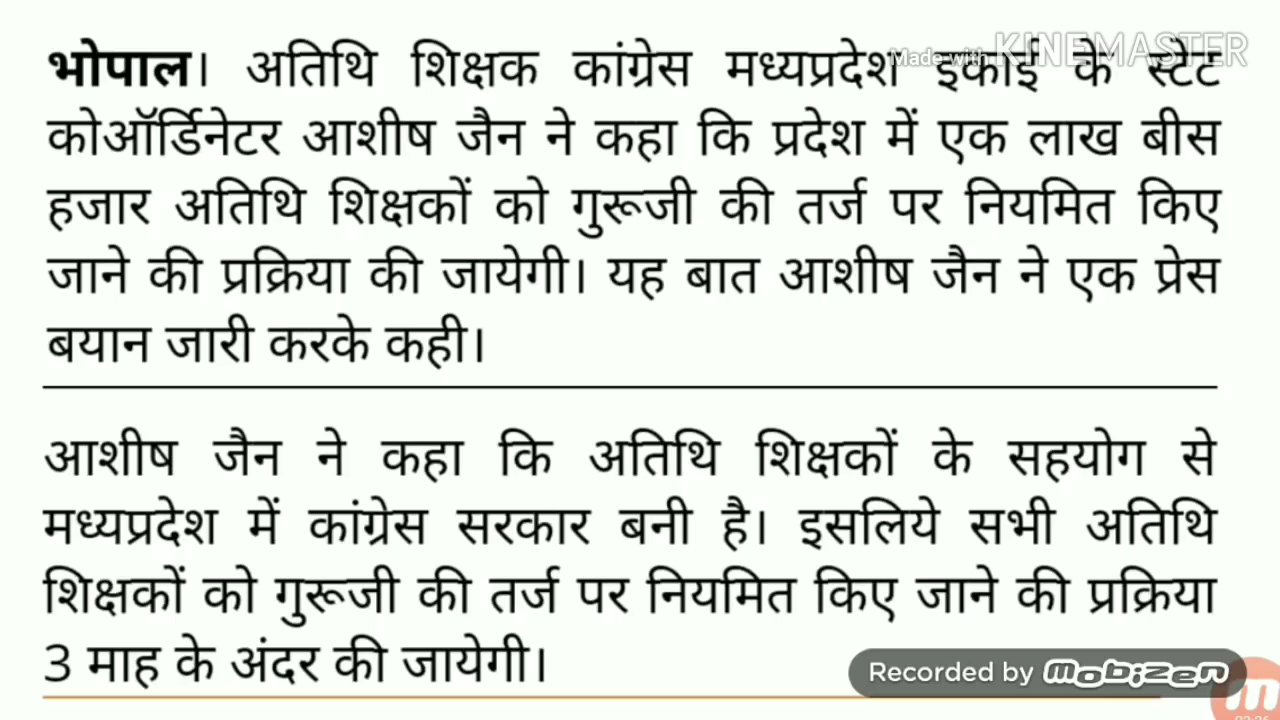 भोपाल। अतिथि शिक्षक कांग्रेस मध्यप्रदेश इकाई के स्टेट
Made with KINEMASTER
कोऑर्डिनेटर आशीष जैन ने कहा कि प्रदेश में एक लाख बीस
हजार अतिथि शिक्षकों को गुरूजी की तर्ज पर नियमित किए
जाने की प्रक्रिया की जायेगी। यह बात आशीष जैन ने एक प्रेस
बयान जारी करके कही।
आशीष जैन ने कहा कि अतिथि शिक्षकों के सहयोग से
मध्यप्रदेश में कांग्रेस सरकार बनी है। इसलिये सभी अतिथि
शिक्षकों को गुरूजी की तर्ज पर नियमित किए जाने की प्रक्रिया
3 माह के अंदर की जायेगी।
Recorded by mobizen